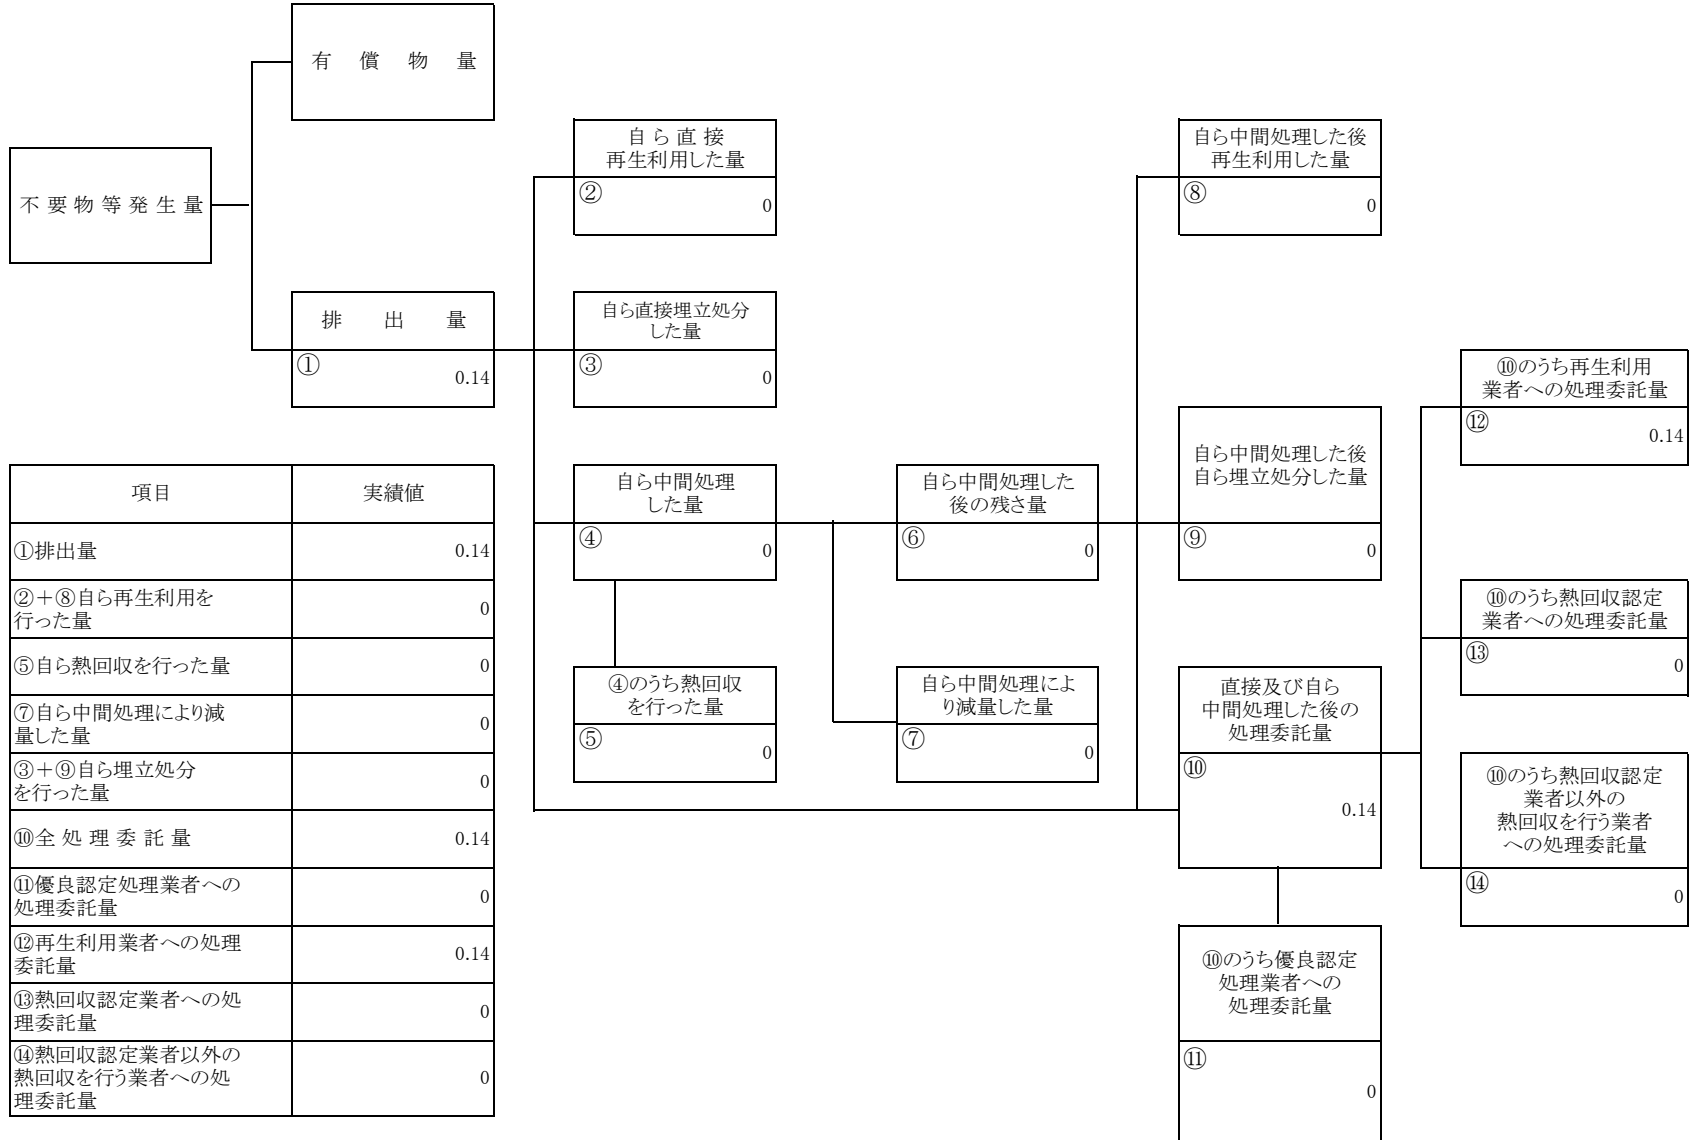 有償物量
不要物等発生量
排出量
①
0.14
自ら直接
再生利用した量
②
0
自ら直接埋立処分
した量
③
0
自ら中間処理
した量
④
0
④のうち熱回収
を行った量
⑤
0
自ら中間処理した
後の残さ量
⑥
0
自ら中間処理によ
り減量した量
⑦
0
自ら中間処理した後
再生利用した量
⑧
0
自ら中間処理した後
自ら埋立処分した量
⑨
0
直接及び自ら
中間処理した後の
処理委託量
⑩
0.14
⑩のうち優良認定
処理業者への
処理委託量
⑪
0
⑩のうち再生利用
業者への処理委託量
⑫
0.14
⑩のうち熱回収認定
業者への処理委託量
⑬
0
⑩のうち熱回収認定
業者以外の
熱回収を行う業者
への処理委託量
⑭
0
項目 実績値
①排出量 0.14
②＋⑧自ら再生利用を
行った量
0
⑤自ら熱回収を行った量 0
⑦自ら中間処理により減
量した量
0
③＋⑨自ら埋立処分
を行った量
0
⑩全処理委託量 0.14
⑪優良認定処理業者への
処理委託量
0
⑫再生利用業者への処理
委託量
0.14
⑬熱回収認定業者への処
理委託量
0
⑭熱回収認定業者以外の
熱回収を行う業者への処
理委託量
0